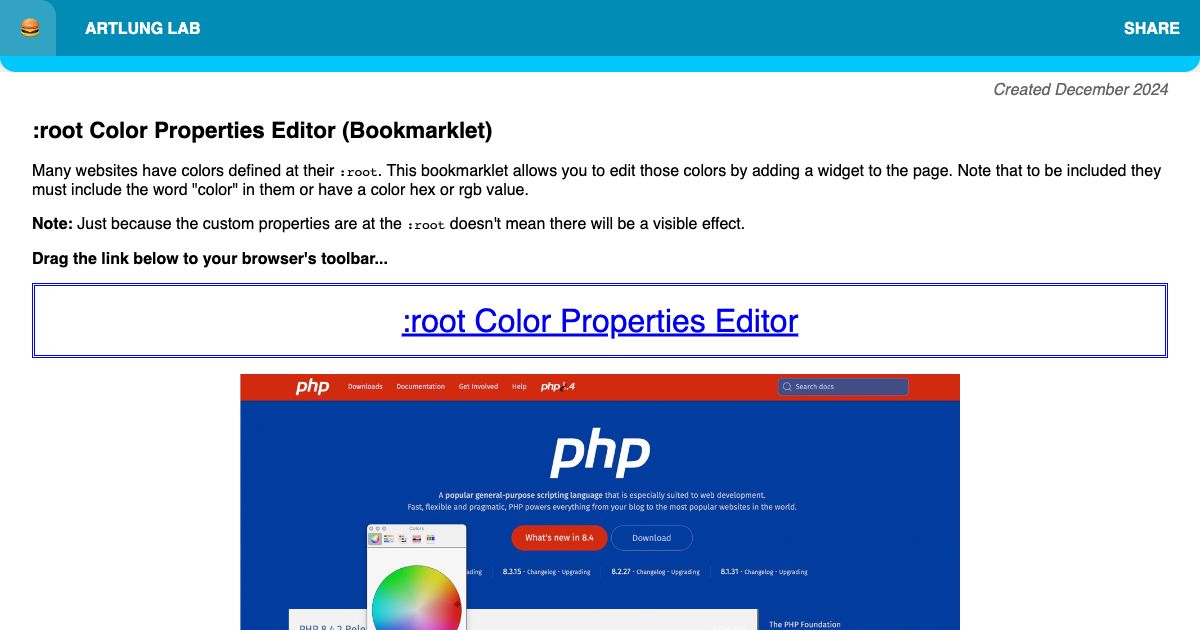 ARTLUNG LAB
SHARE
Created December 2024
:root Color Properties Editor (Bookmarklet)
Many websites have colors defined at their :root. This bookmarklet allows you to edit those colors by adding a widget to the page. Note that to be included they
must include the word "color" in them or have a color hex or rgb value.
Note: Just because the custom properties are at the :root doesn't mean there will be a visible effect.
Drag the link below to your browser's toolbar...
:root Color Properties Editor
php Downloads Documentation Get Involved Help php 8.4 Search docs
php
A popular general-purpose scripting language that is especially suited to web development.
Fast, flexible and pragmatic, PHP powers everything from your blog to the most popular websites in the world.
Colors
What's new in 8.4 Download
ading 8.3.15 · Changelog · Upgrading 8.2.27 · Changelog · Upgrading 8.1.31 · Changelog · Upgrading
PHP 8.4.2 Rele
The PHP Foundation